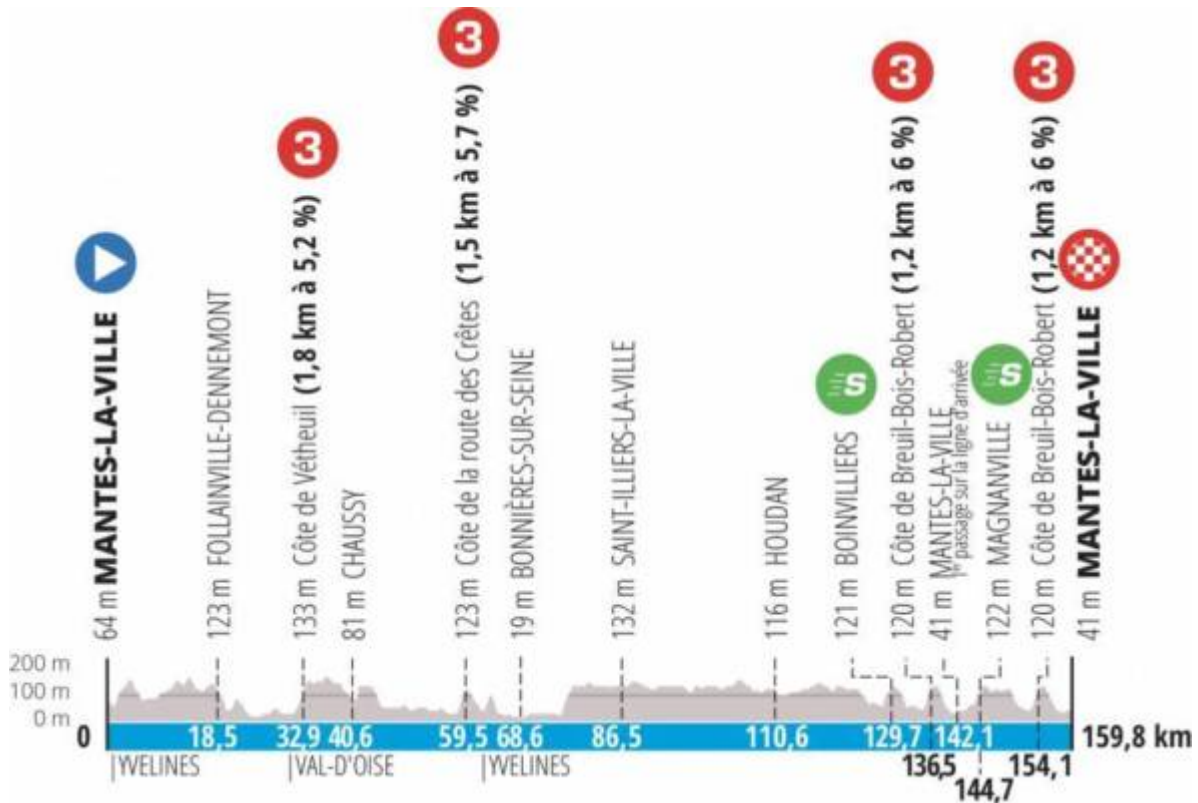 3
3
3
3
64 m MANTES-LA-VILLE
123 m FOLLAINVILLE-DENNEMONT
133 m Côte de Vétheuil (1,8 km à 5,2 %)
81 m CHAUSSY
123 m Côte de la route des Crêtes (1,5 km à 5,7 %)
19 m BONNIÈRES-SUR-SEINE
132 m SAINT-ILLIERS-LA-VILLE
116 m HOUDAN
S
121 m BOINVILLIERS
120 m Côte de Breuil-Bois-Robert (1,2 km à 6 %)
41 m MANTES-LA-VILLE
1er passage sur la ligne d'arrivée
S
122 m MAGNANVILLE
120 m Côte de Breuil-Bois-Robert (1,2 km à 6 %)
41 m MANTES-LA-VILLE
200 m
100 m
0 m
0 18,5 32,9 40,6 59,5 68,6 86,5 110,6 129,7 142,1 159,8 km
136,5 154,1
144,7
YVELINES VAL-D'OISE YVELINES